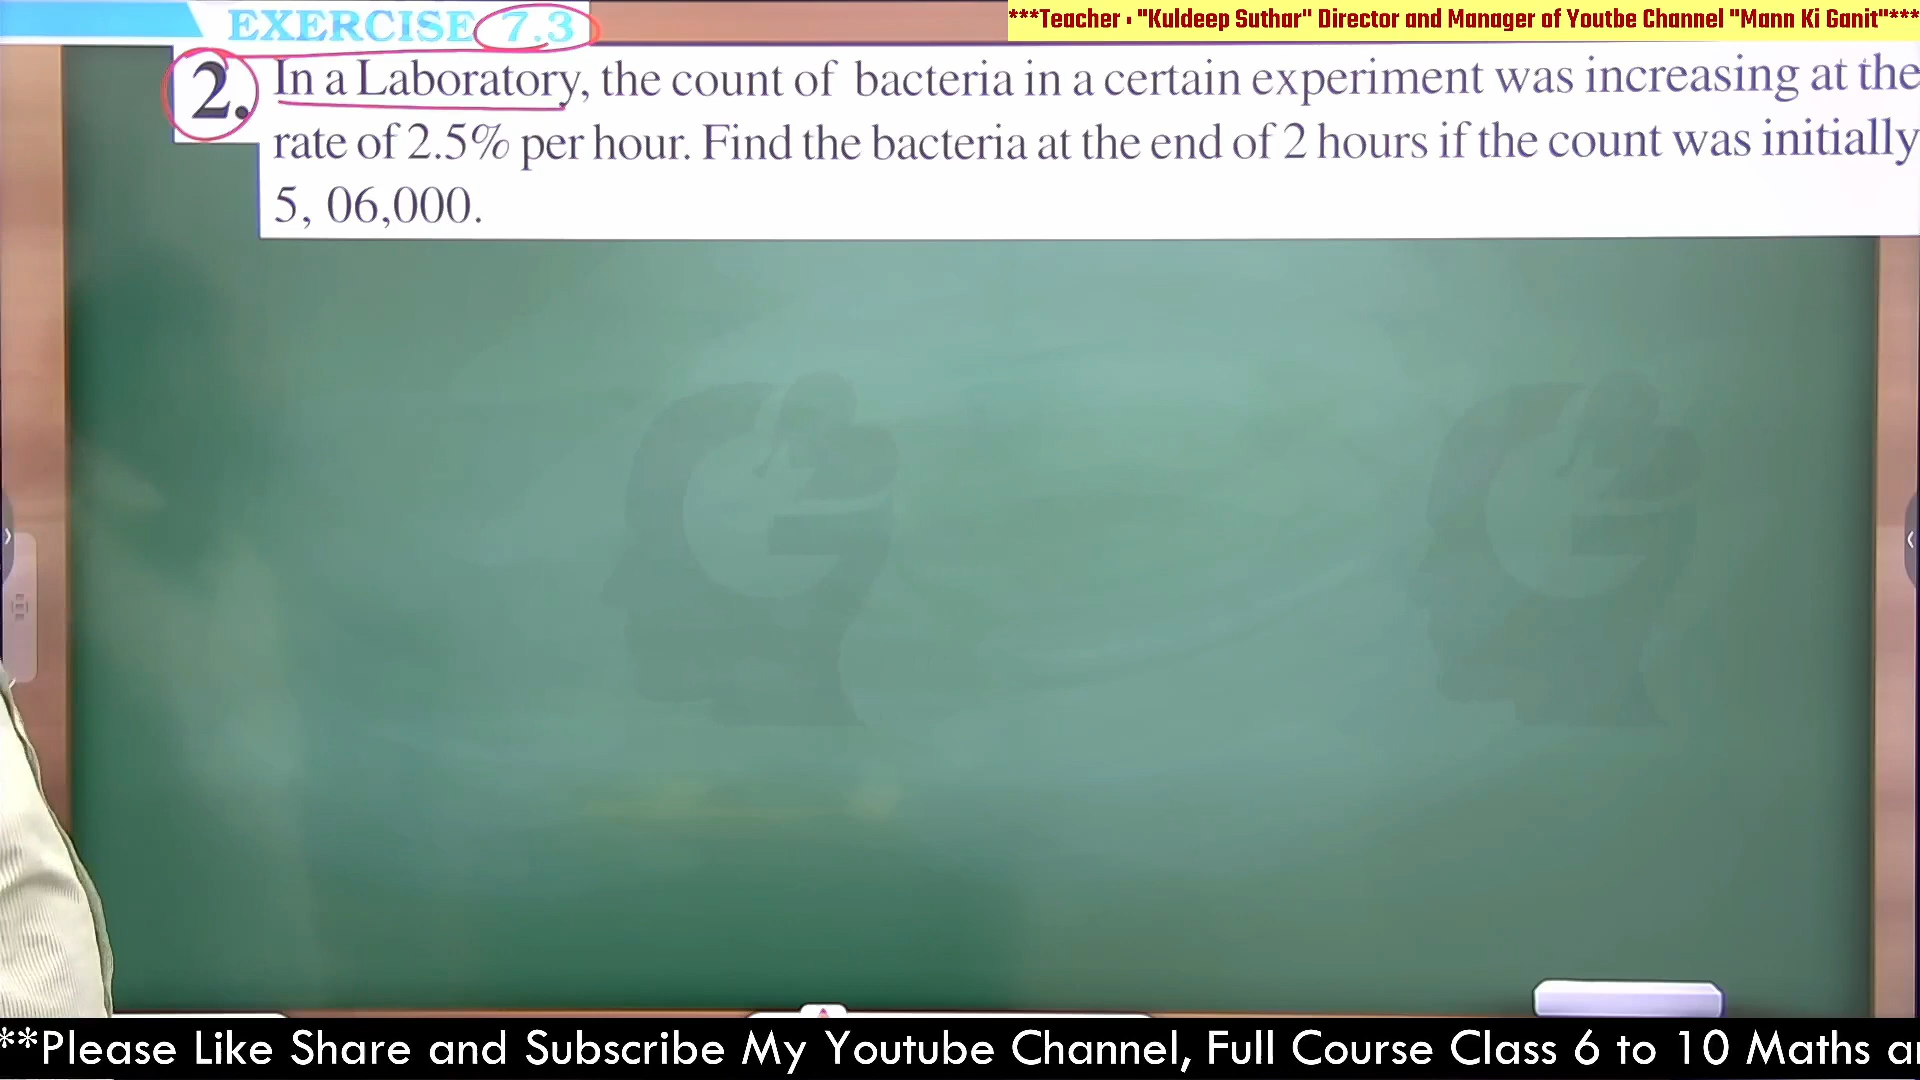 EXERCISE 7.3
***Teacher : "Kuldeep Suthar" Director and Manager of Youtbe Channel "Mann Ki Ganit"***
2. In a Laboratory, the count of bacteria in a certain experiment was increasing at the
rate of 2.5% per hour. Find the bacteria at the end of 2 hours if the count was initially
5, 06,000.
**Please Like Share and Subscribe My Youtube Channel, Full Course Class 6 to 10 Maths